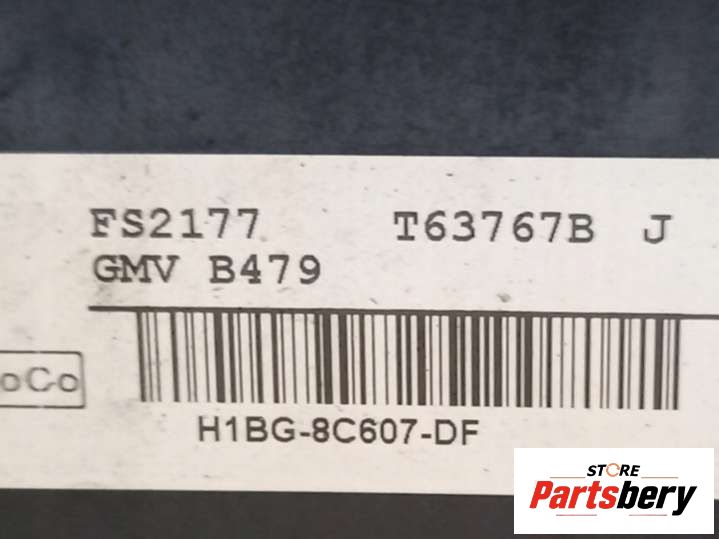 FS2177 T63767B J
GMV B479
oCo
H1BG-8C607-DF
STORE
Partsbery